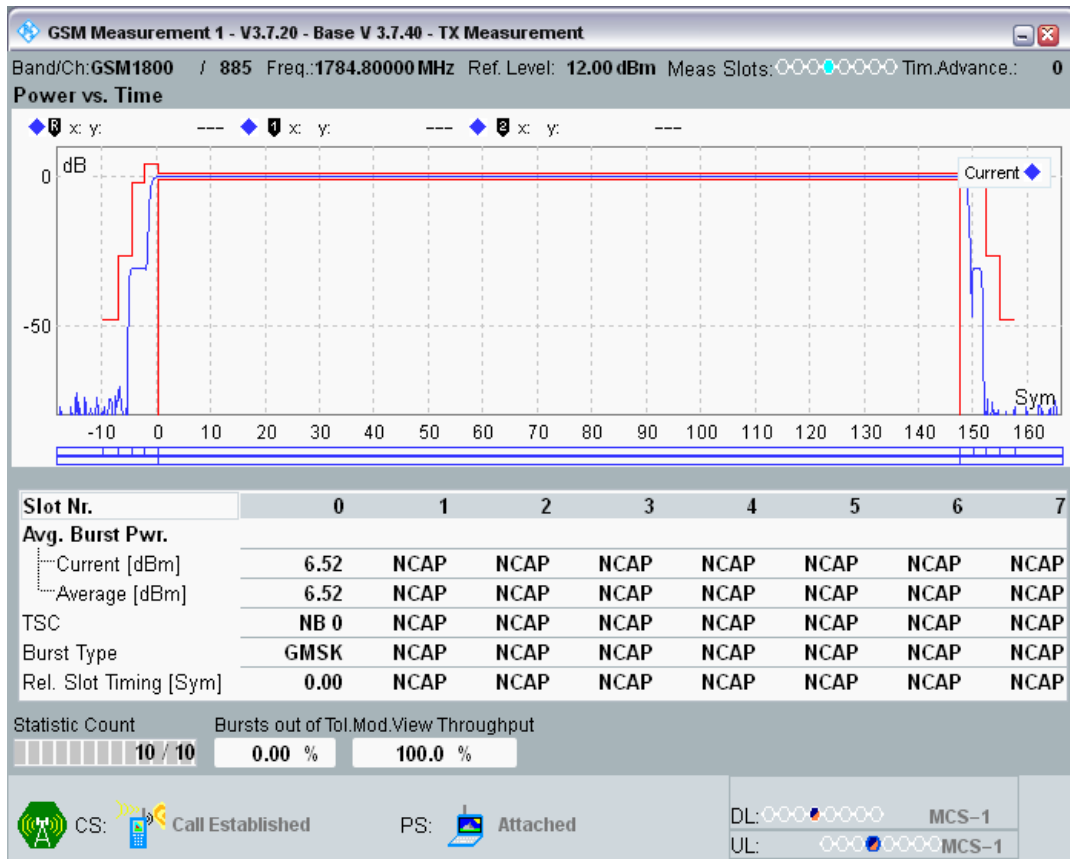 GSM Measurement 1 - V3.7.20 - Base V 3.7.40 - TX Measurement
Band/Ch:GSM1800 / 885 Freq.:1784.80000 MHz Ref. Level: 12.00 dBm Meas Slots: Tim.Advance.: 0
Power vs. Time
R x: y: --- 1 x: y: --- 2 x: y: ---
dB
Current
0
-50
Sym
-10 0 10 20 30 40 50 60 70 80 90 100 110 120 130 140 150 160
Slot Nr. 0 1 2 3 4 5 6 7
Avg. Burst Pwr.
Current [dBm] 6.52 NCAP NCAP NCAP NCAP NCAP NCAP NCAP
Average [dBm] 6.52 NCAP NCAP NCAP NCAP NCAP NCAP NCAP
TSC NB 0 NCAP NCAP NCAP NCAP NCAP NCAP NCAP
Burst Type GMSK NCAP NCAP NCAP NCAP NCAP NCAP NCAP
Rel. Slot Timing [Sym] 0.00 NCAP NCAP NCAP NCAP NCAP NCAP NCAP
Statistic Count Bursts out of Tol.Mod.View Throughput
10 / 10 0.00 % 100.0 %
CS: Call Established PS: Attached
DL: MCS-1
UL: MCS-1